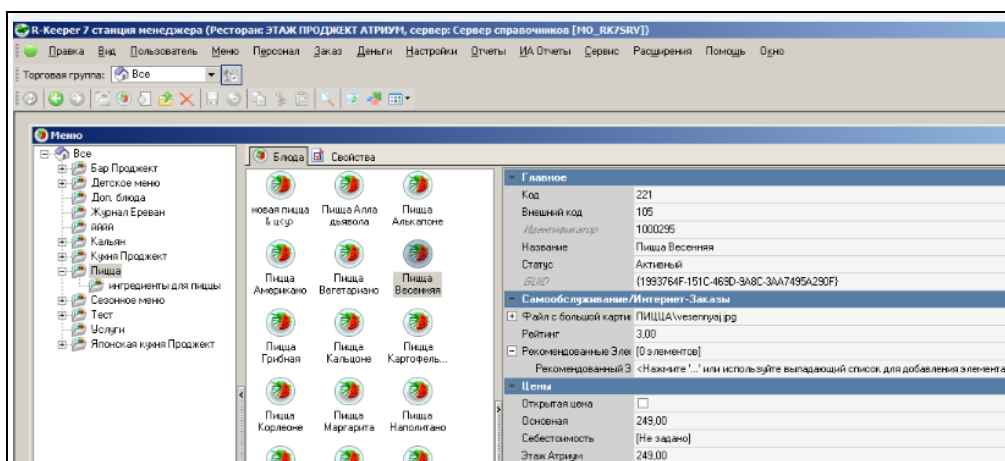 R-Keeper 7 станция менеджера (Ресторан: ЭТАЖ ПРОДЖЕКТ АТРИУМ, сервер: Сервер справочников [MO_RK7SRV])
Правка Вид Пользователь Меню Персонал Заказ Деньги Настройки Отчеты ИА Отчеты Сервис Расширения Помощь Окно
Торговая группа: Все
Меню
Все
Бар Проджект
Детское меню
Доп. блюда
Журнал Ереван
яяяя
Кальян
Кухня Проджект
Пицца
ингредиенты для пиццы
Сезонное меню
Тест
Услуги
Японская кухня Проджект
Блюда Свойства
новая пицца Пицца Алла Пицца
& ц<ур дьявола Алькапоне
Пицца Пицца Пицца
Американо Вегетариано Весенняя
Пицца Пицца Пицца
Грибная Кальцоне Картофель...
Пицца Пицца Пицца
Корлеоне Маргарита Наполитано
Главное
Код 221
Внешний код 105
Идентификатор 1000295
Название Пицца Весенняя
Статус Активный
GUID {1993764F-151C-469D-9A8C-3AA7495A290F}
Самообслуживание/Интернет-Заказы
Файл с большой карти ПИЦЦА\vesennyaj.jpg
Рейтинг 3,00
Рекомендованные Элем [0 элементов]
Рекомендованный Э <Нажмите '...' или используйте выпадающий список для добавления элемента
Цены
Открытая цена
Основная 249,00
Себестоимость [Не задано]
Этаж Атриум 249,00